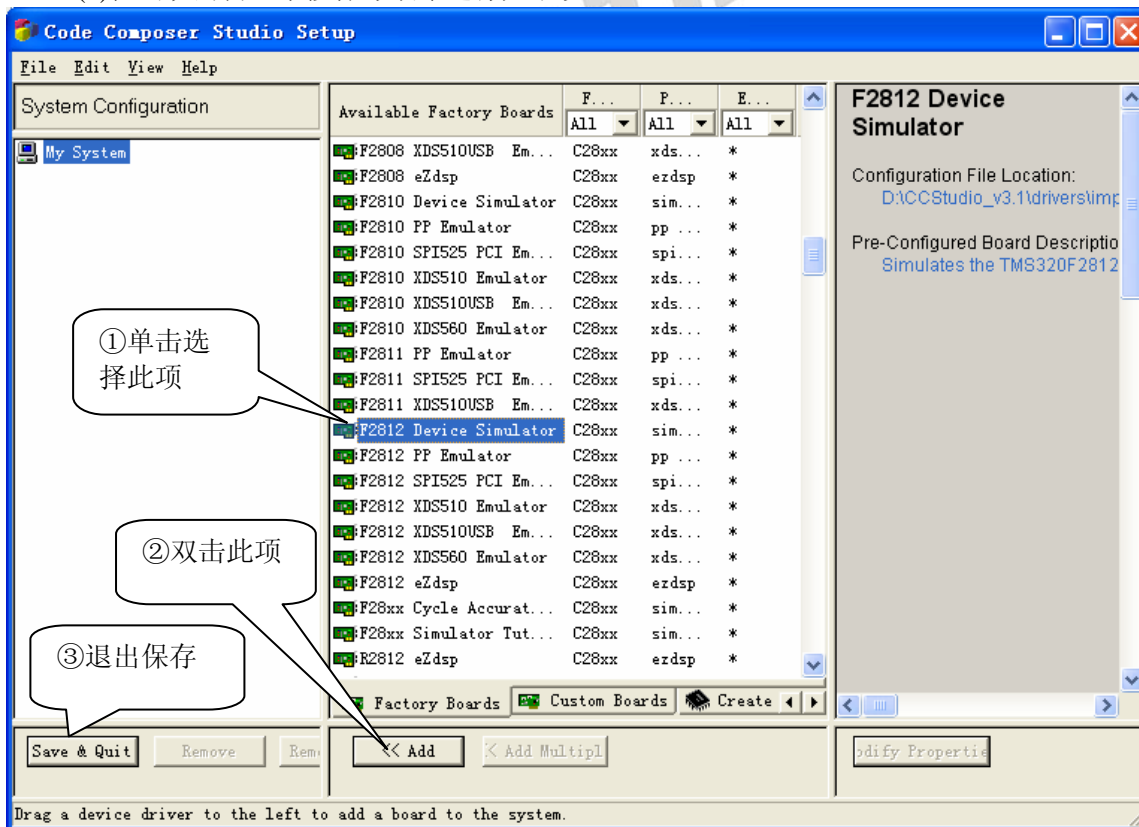 Code Composer Studio Setup
File Edit View Help
System Configuration
My System
Available Factory Boards F... P... E...
All All All
F2808 XDS510USB Em... C28xx xds... *
F2808 eZdsp C28xx ezdsp *
F2810 Device Simulator C28xx sim... *
F2810 PP Emulator C28xx pp ... *
F2810 SPI525 PCI Em... C28xx spi... *
F2810 XDS510 Emulator C28xx xds... *
F2810 XDS510USB Em... C28xx xds... *
F2810 XDS560 Emulator C28xx xds... *
F2811 PP Emulator C28xx pp ... *
F2811 SPI525 PCI Em... C28xx spi... *
F2811 XDS510USB Em... C28xx xds... *
F2812 Device Simulator C28xx sim... *
F2812 PP Emulator C28xx pp ... *
F2812 SPI525 PCI Em... C28xx spi... *
F2812 XDS510 Emulator C28xx xds... *
F2812 XDS510USB Em... C28xx xds... *
F2812 XDS560 Emulator C28xx xds... *
F2812 eZdsp C28xx ezdsp *
F28xx Cycle Accurat... C28xx sim... *
F28xx Simulator Tut... C28xx sim... *
R2812 eZdsp C28xx ezdsp *
Factory Boards Custom Boards Create
F2812 Device
Simulator
Configuration File Location:
D:\CCStudio_v3.1\drivers\imp
Pre-Configured Board Descriptio
Simulates the TMS320F2812
①单击选
择此项
②双击此项
③退出保存
Save & Quit Remove Rem
<< Add < Add Multipl
odify Propertie
Drag a device driver to the left to add a board to the system.